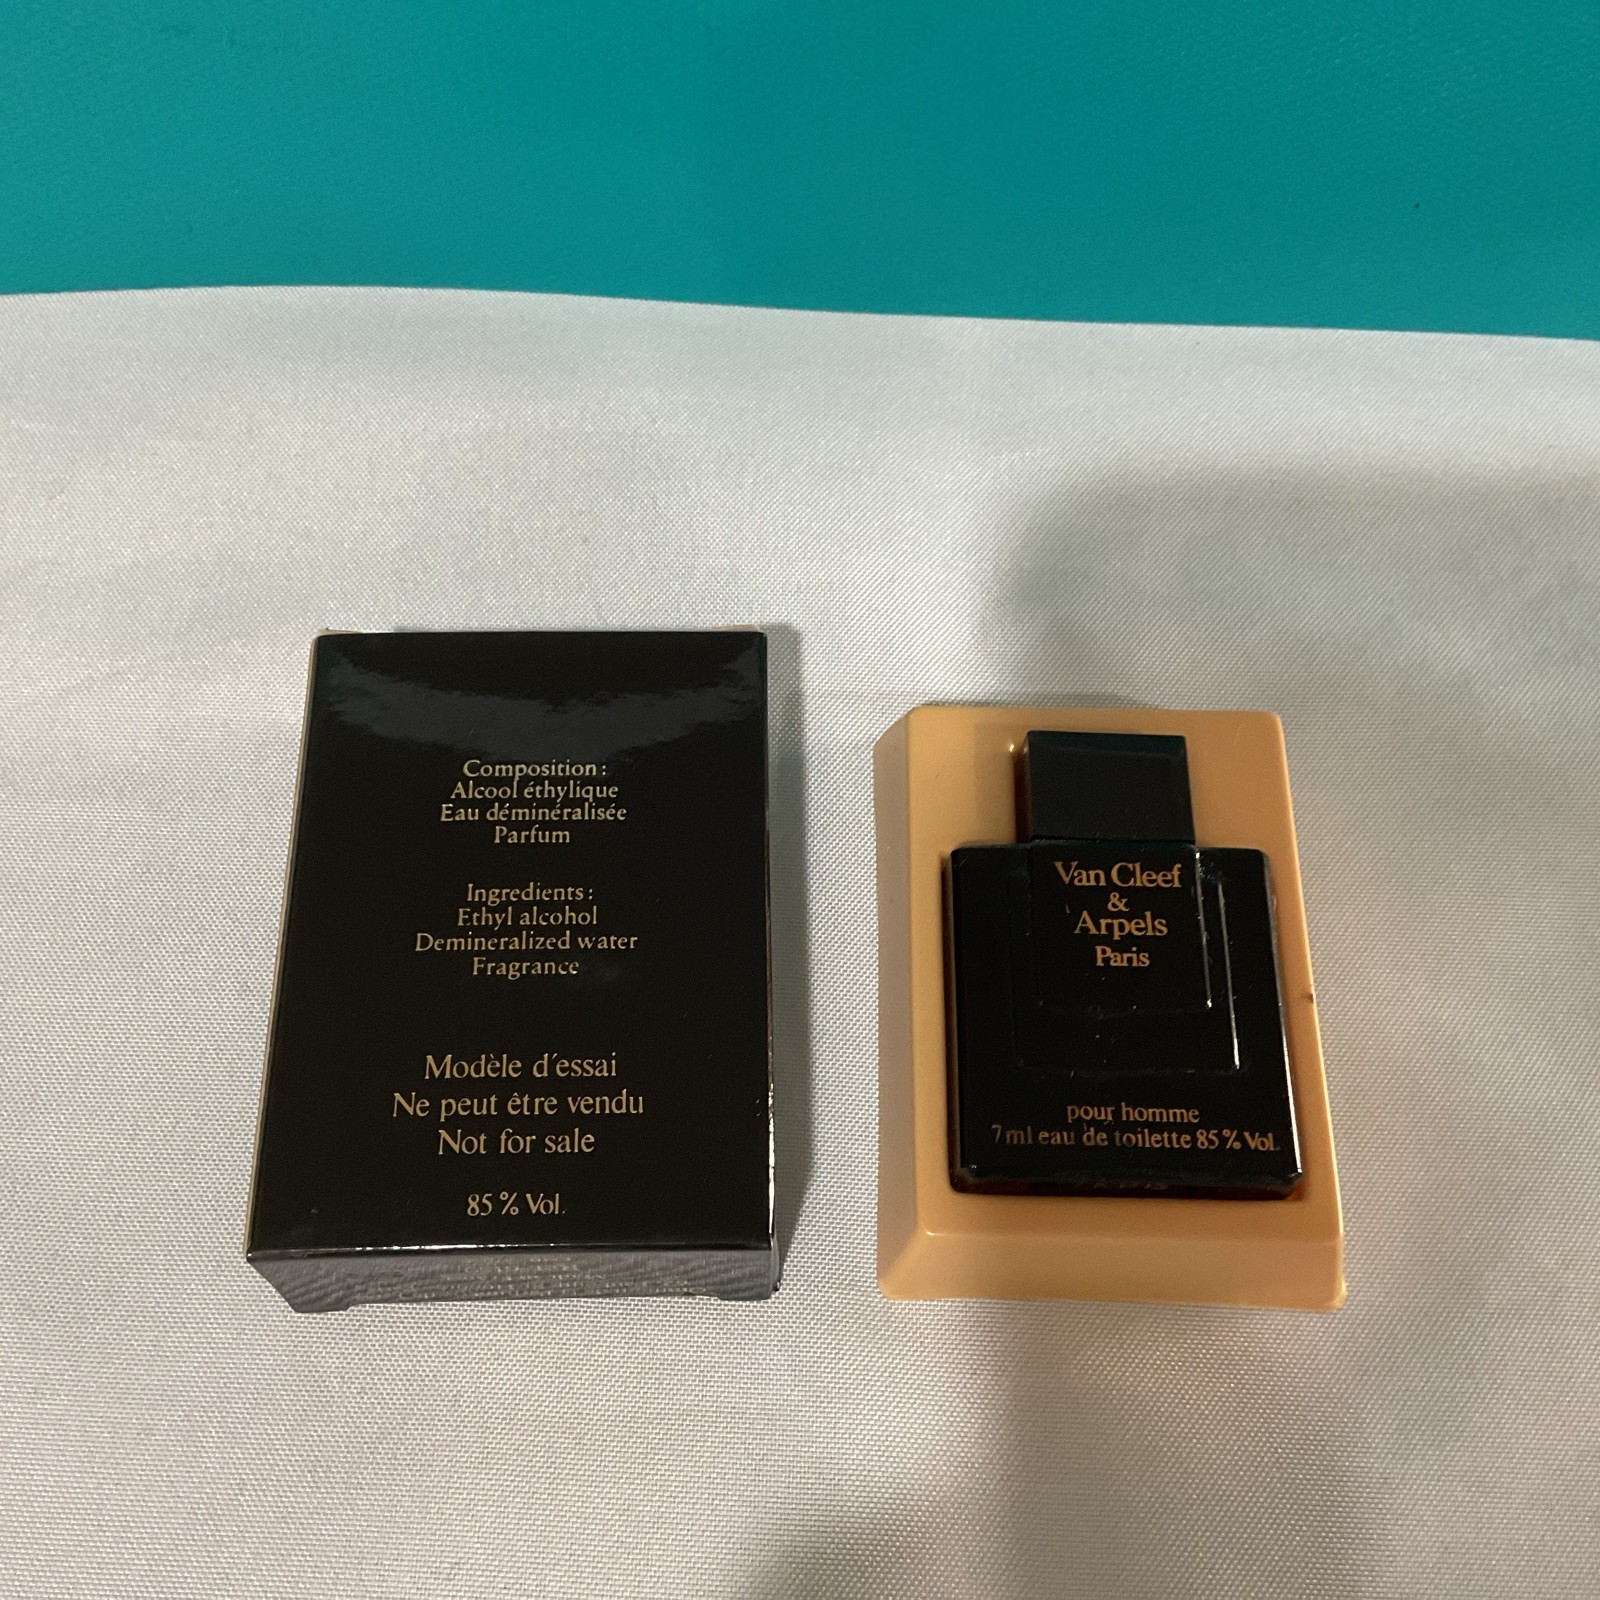 Composition :
Alcool éthylique
Eau déminéralisée
Parfum
Ingredients :
Ethyl alcohol
Demineralized water
Fragrance
Modèle d'essai
Ne peut être vendu
Not for sale
85 % Vol.
Van Cleef
&
Arpels
Paris
pour homme
7 ml eau de toilette 85 % Vol.